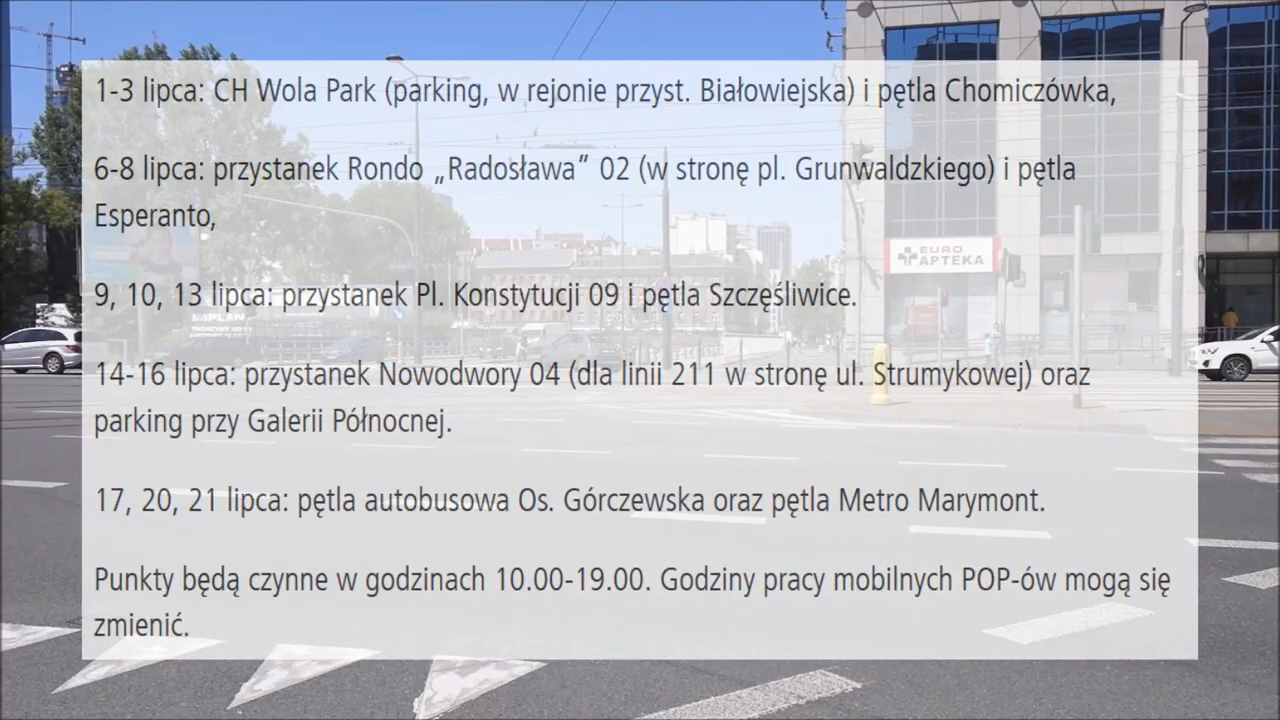 1-3 lipca: CH Wola Park (parking, w rejonie przyst. Białowiejska) i pętla Chomiczówka,
6-8 lipca: przystanek Rondo „Radosława” 02 (w stronę pl. Grunwaldzkiego) i pętla
Esperanto,
EURO
APTEKA
9, 10, 13 lipca: przystanek Pl. Konstytucji 09 i pętla Szczęśliwice.
IMPLAN
14-16 lipca: przystanek Nowodwory 04 (dla linii 211 w stronę ul. Strumykowej) oraz
parking przy Galerii Północnej.
17, 20, 21 lipca: pętla autobusowa Os. Górczewska oraz pętla Metro Marymont.
Punkty będą czynne w godzinach 10.00-19.00. Godziny pracy mobilnych POP-ów mogą się
zmienić.